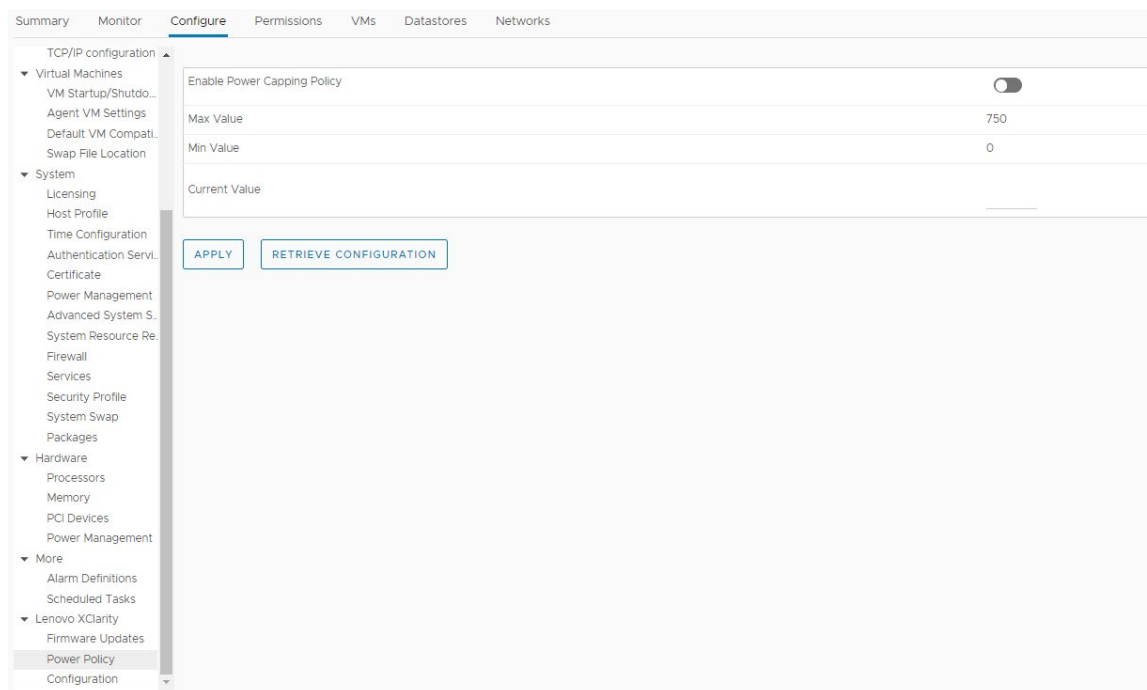 Summary Monitor Configure Permissions VMs Datastores Networks
TCP/IP configuration
Virtual Machines
VM Startup/Shutdo...
Agent VM Settings
Default VM Compati..
Swap File Location
System
Licensing
Host Profile
Time Configuration
Authentication Servi..
Certificate
Power Management
Advanced System S..
System Resource Re.
Firewall
Services
Security Profile
System Swap
Packages
Hardware
Processors
Memory
PCI Devices
Power Management
More
Alarm Definitions
Scheduled Tasks
Lenovo XClarity
Firmware Updates
Power Policy
Configuration
Enable Power Capping Policy
Max Value 750
Min Value 0
Current Value
APPLY RETRIEVE CONFIGURATION